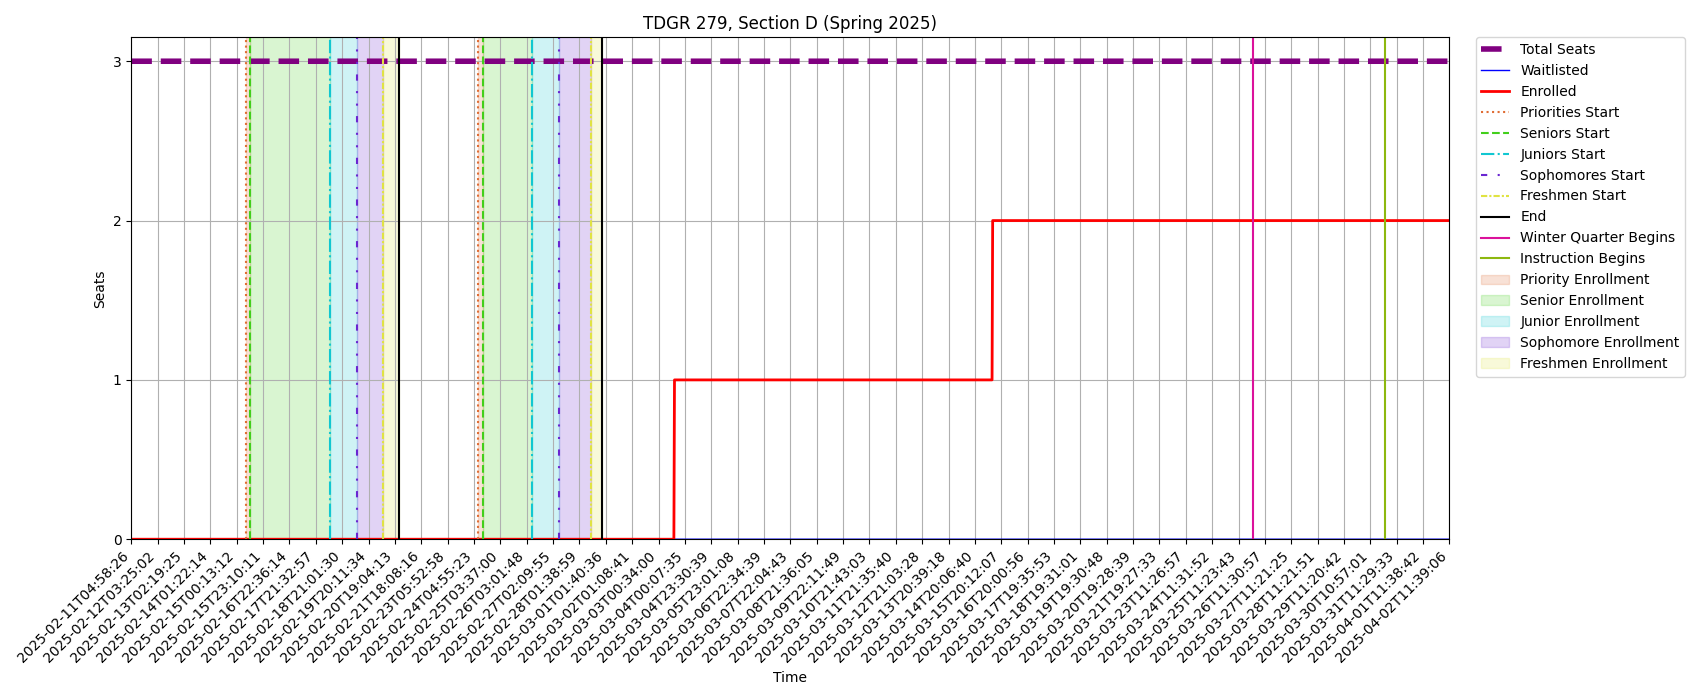 TDGR 279, Section D (Spring 2025)
Total Seats
Waitlisted
Enrolled
Priorities Start
Seniors Start
Juniors Start
Sophomores Start
Freshmen Start
End
Winter Quarter Begins
Instruction Begins
Priority Enrollment
Senior Enrollment
Junior Enrollment
Sophomore Enrollment
Freshmen Enrollment
Seats
3
2
1
0
2025-02-11T04:58:26
2025-02-12T03:25:02
2025-02-13T02:19:25
2025-02-14T01:22:14
2025-02-15T00:13:12
2025-02-15T23:10:11
2025-02-16T22:36:14
2025-02-17T21:32:57
2025-02-18T21:01:30
2025-02-19T20:11:34
2025-02-20T19:04:13
2025-02-21T18:08:16
2025-02-23T05:52:58
2025-02-24T04:55:23
2025-02-25T03:37:00
2025-02-26T03:01:48
2025-02-27T02:09:55
2025-02-28T01:38:59
2025-03-01T01:40:36
2025-03-02T01:08:41
2025-03-03T00:34:00
2025-03-04T00:07:35
2025-03-04T23:30:39
2025-03-05T23:01:08
2025-03-06T22:34:39
2025-03-07T22:04:43
2025-03-08T21:36:05
2025-03-09T22:11:49
2025-03-10T21:43:03
2025-03-11T21:35:40
2025-03-12T21:03:28
2025-03-13T20:39:18
2025-03-14T20:06:40
2025-03-15T20:12:07
2025-03-16T20:00:56
2025-03-17T19:35:53
2025-03-18T19:31:01
2025-03-19T19:30:48
2025-03-20T19:28:39
2025-03-21T19:27:33
2025-03-23T11:26:57
2025-03-24T11:31:52
2025-03-25T11:23:43
2025-03-26T11:30:57
2025-03-27T11:21:25
2025-03-28T11:21:51
2025-03-29T11:20:42
2025-03-30T10:57:01
2025-03-31T11:29:33
2025-04-01T11:38:42
2025-04-02T11:39:06
Time